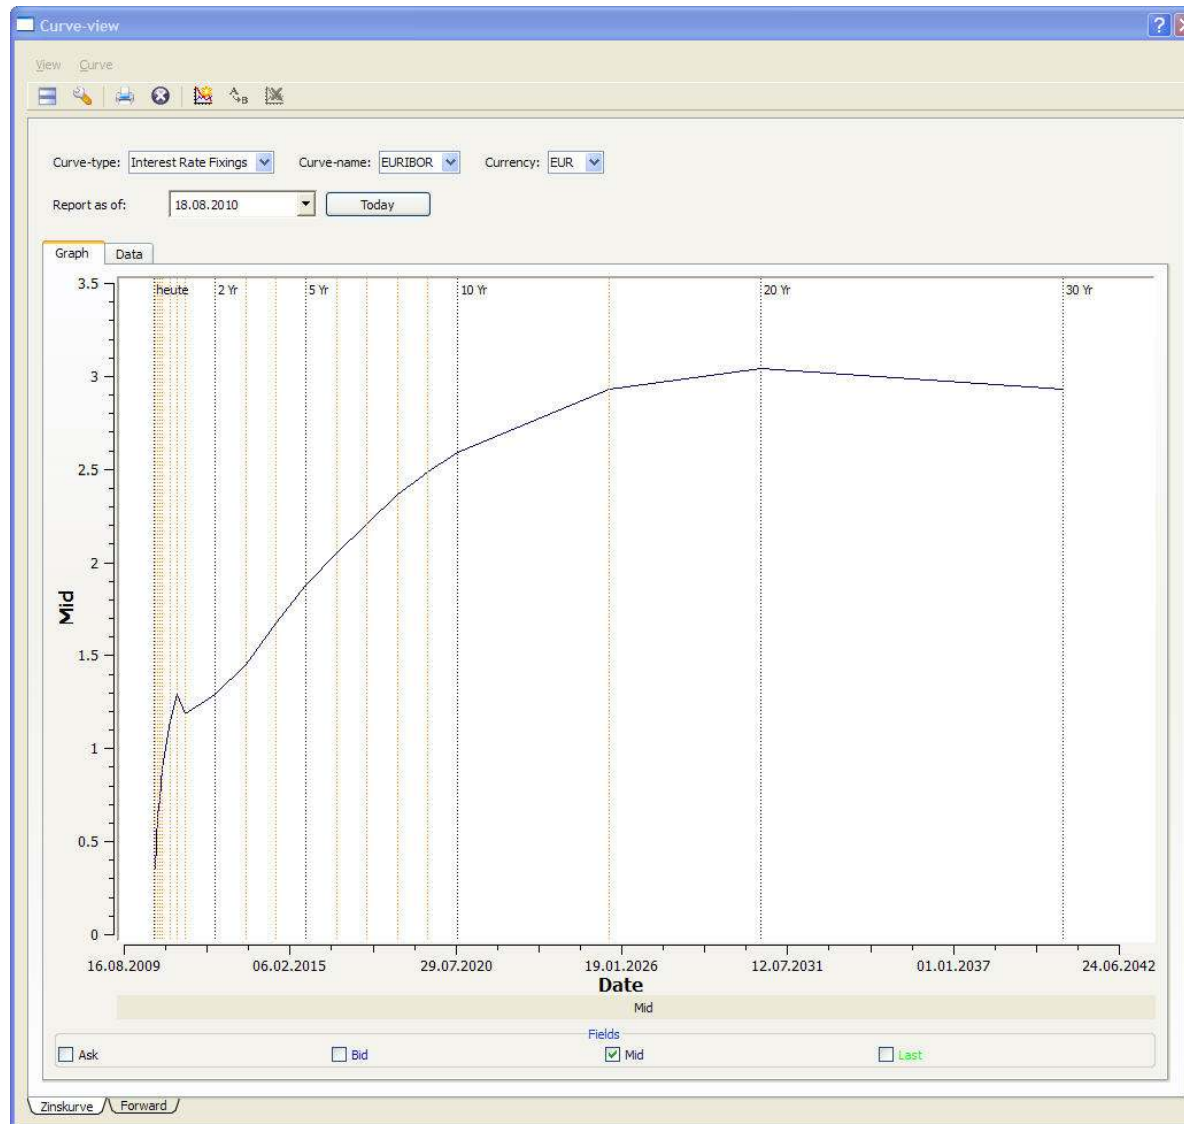 Curve-view
View Curve
Curve-type: Interest Rate Fixings Curve-name: EURIBOR Currency: EUR
Report as of: 18.08.2010 Today
Graph Data
3.5
heute 2 Yr 5 Yr 10 Yr 20 Yr 30 Yr
3
2.5
2
Mid
1.5
1
0.5
0
16.08.2009 06.02.2015 29.07.2020 19.01.2026 12.07.2031 01.01.2037 24.06.2042
Date
Mid
Fields
Ask Bid Mid Last
Zinskurve Forward